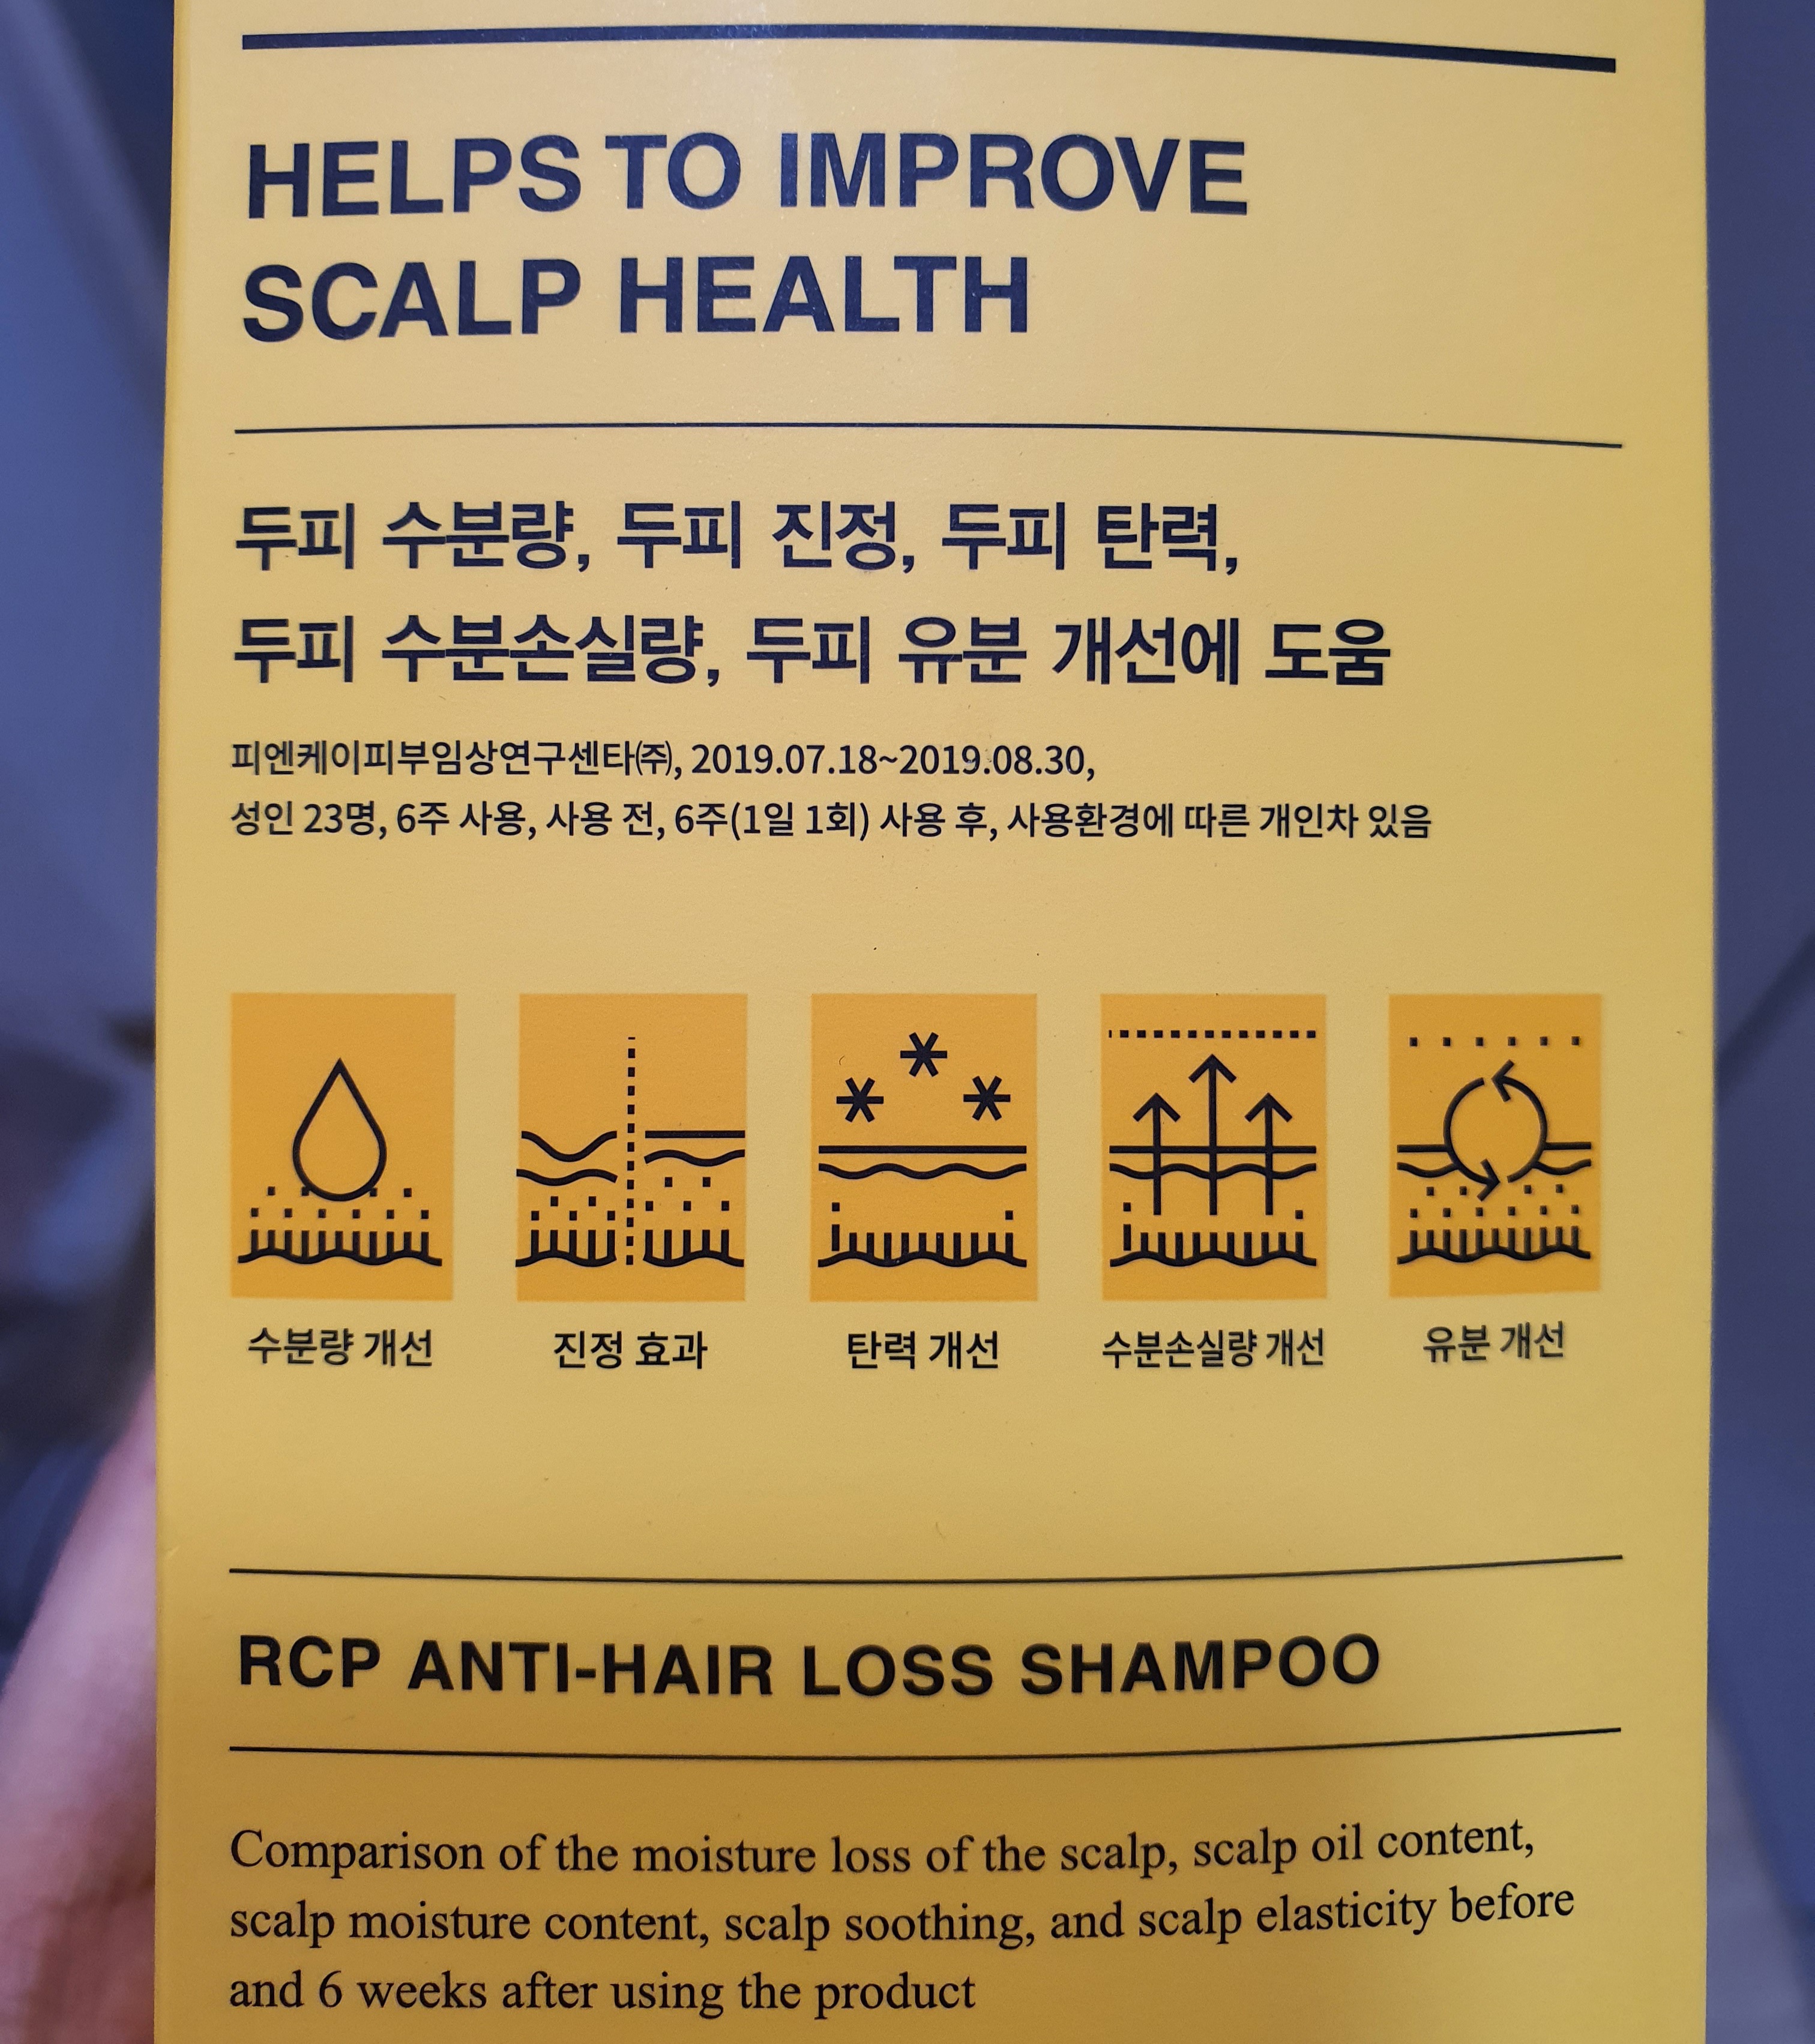 HELPS TO IMPROVE
SCALP HEALTH
두피 수분량, 두피 진정, 두피 탄력,
두피 수분손실량, 두피 유분 개선에 도움
피엔케이피부임상연구센타㈜, 2019.07.18~2019.08.30,
성인 23명, 6주 사용, 사용 전, 6주(1일 1회) 사용 후, 사용환경에 따른 개인차 있음
수분량 개선
진정 효과
탄력 개선
수분손실량 개선
유분 개선
RCP ANTI-HAIR LOSS SHAMPOO
Comparison of the moisture loss of the scalp, scalp oil content,
scalp moisture content, scalp soothing, and scalp elasticity before
and 6 weeks after using the product